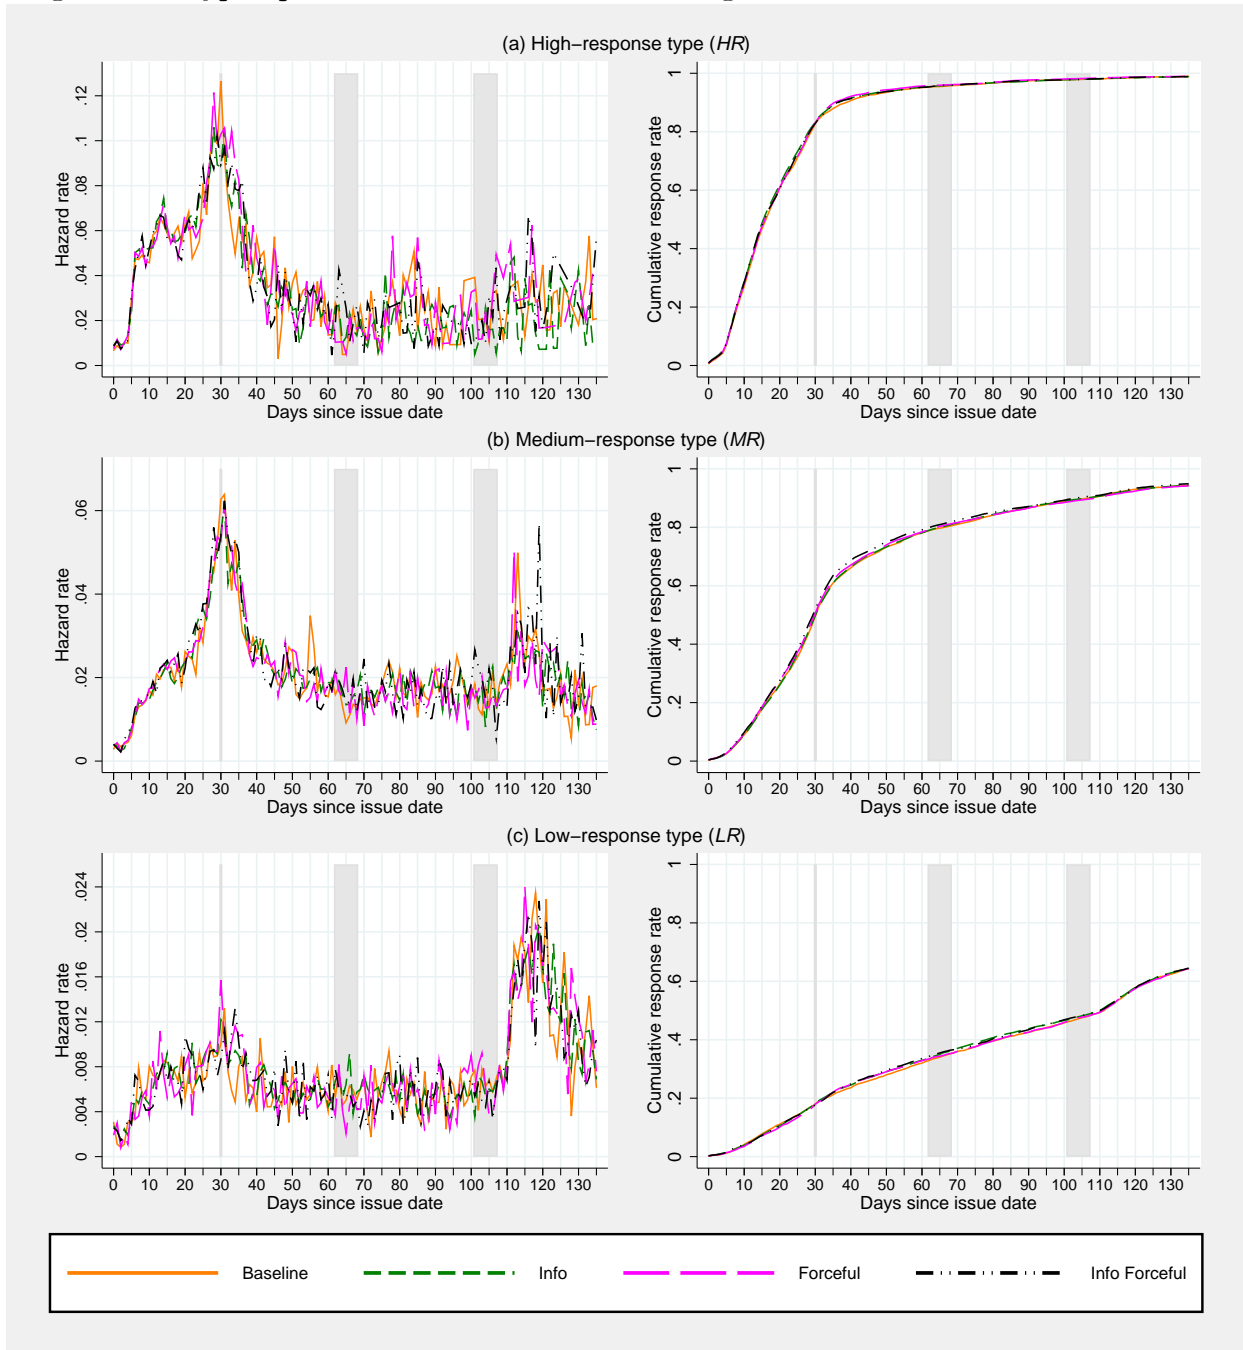 (a) High−response type (HR)
Hazard rate
0 .02 .04 .06 .08 .1 .12
0 10 20 30 40 50 60 70 80 90 100 110 120 130
Days since issue date
Cumulative response rate
0 .2 .4 .6 .8 1
0 10 20 30 40 50 60 70 80 90 100 110 120 130
Days since issue date
(b) Medium−response type (MR)
Hazard rate
0 .02 .04 .06
0 10 20 30 40 50 60 70 80 90 100 110 120 130
Days since issue date
Cumulative response rate
0 .2 .4 .6 .8 1
0 10 20 30 40 50 60 70 80 90 100 110 120 130
Days since issue date
(c) Low−response type (LR)
Hazard rate
0 .004 .008 .012 .016 .02 .024
0 10 20 30 40 50 60 70 80 90 100 110 120 130
Days since issue date
Cumulative response rate
0 .2 .4 .6 .8 1
0 10 20 30 40 50 60 70 80 90 100 110 120 130
Days since issue date
Baseline Info Forceful Info Forceful